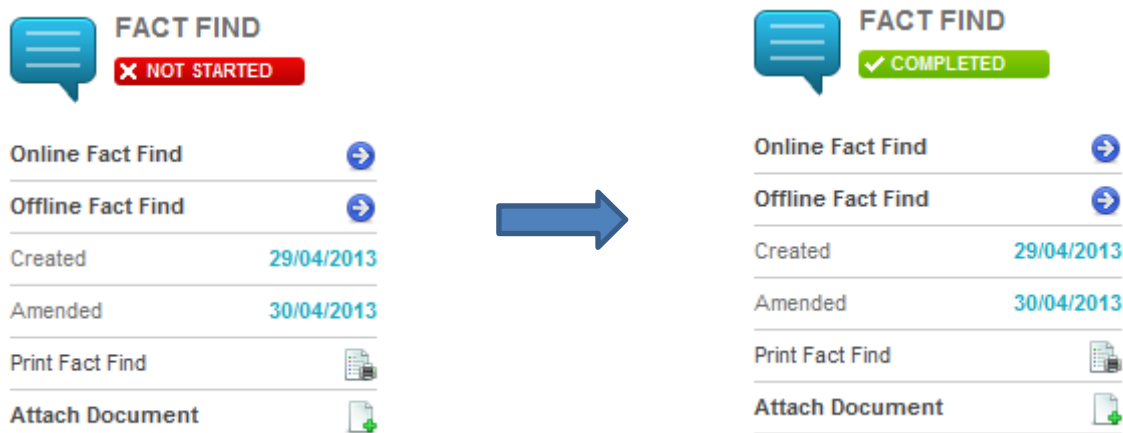 FACT FIND
NOT STARTED
Online Fact Find
Offline Fact Find
Created 29/04/2013
Amended 30/04/2013
Print Fact Find
Attach Document
FACT FIND
COMPLETED
Online Fact Find
Offline Fact Find
Created 29/04/2013
Amended 30/04/2013
Print Fact Find
Attach Document